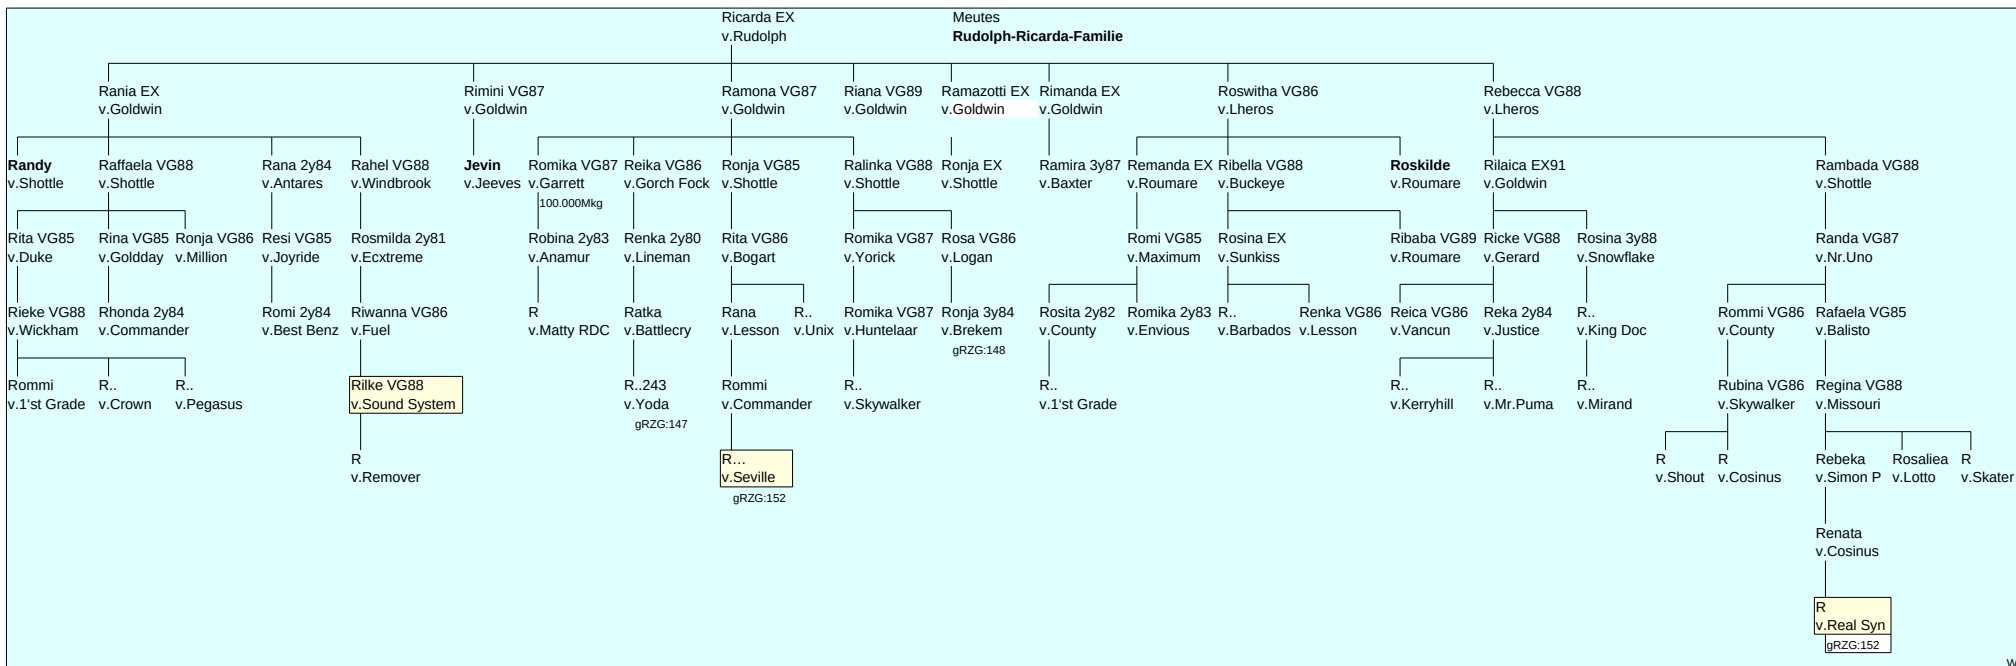 Ricarda EX
v.Rudolph
Meutes
Rudolph-Ricarda-Familie
Rania EX
v.Goldwin
Rimini VG87
v.Goldwin
Ramona VG87
v.Goldwin
Riana VG89
v.Goldwin
Ramazotti EX
v.Goldwin
Rimanda EX
v.Goldwin
Roswitha VG86
v.Lheros
Rebecca VG88
v.Lheros
Randy
v.Shottle
Raffaela VG88
v.Shottle
Rana 2y84
v.Antares
Rahel VG88
v.Windbrook
Jevin
v.Jeeves
Romika VG87
v.Garrett
100.000Mkg
Reika VG86
v.Gorch Fock
Ronja VG85
v.Shottle
Ralinka VG88
v.Shottle
Ronja EX
v.Shottle
Ramira 3y87
v.Baxter
Remanda EX
v.Roumare
Ribella VG88
v.Buckeye
Roskilde
v.Roumare
Rilaica EX91
v.Goldwin
Rambada VG88
v.Shottle
Rita VG85
v.Duke
Rina VG85
v.Goldday
Ronja VG86
v.Million
Resi VG85
v.Joyride
Rosmilda 2y81
v.Ecxtreme
Robina 2y83
v.Anamur
Renka 2y80
v.Lineman
Rita VG86
v.Bogart
Romika VG87
v.Yorick
Rosa VG86
v.Logan
Romi VG85
v.Maximum
Rosina EX
v.Sunkiss
Ribaba VG89
v.Roumare
Ricke VG88
v.Gerard
Rosina 3y88
v.Snowflake
Randa VG87
v.Nr.Uno
Rieke VG88
v.Wickham
Rhonda 2y84
v.Commander
Romi 2y84
v.Best Benz
Riwanna VG86
v.Fuel
R
v.Matty RDC
Ratka
v.Battlecry
Rana
v.Lesson
R..
v.Unix
Romika VG87
v.Huntelaar
Ronja 3y84
v.Brekem
gRZG:148
Rosita 2y82
v.County
Romika 2y83
v.Envious
R..
v.Barbados
Renka VG86
v.Lesson
Reica VG86
v.Vancun
Reka 2y84
v.Justice
R..
v.King Doc
Rommi VG86
v.County
Rafaela VG85
v.Balisto
Rommi
v.1'st Grade
R..
v.Crown
R..
v.Pegasus
Rilke VG88
v.Sound System
R..243
v.Yoda
gRZG:147
Rommi
v.Commander
R..
v.Skywalker
R..
v.1'st Grade
R..
v.Kerryhill
R..
v.Mr.Puma
R..
v.Mirand
Rubina VG86
v.Skywalker
Regina VG88
v.Missouri
R
v.Remover
R…
v.Seville
gRZG:152
R
v.Shout
R
v.Cosinus
Rebeka
v.Simon P
Rosaliea
v.Lotto
R
v.Skater
Renata
v.Cosinus
R
v.Real Syn
gRZG:152
w